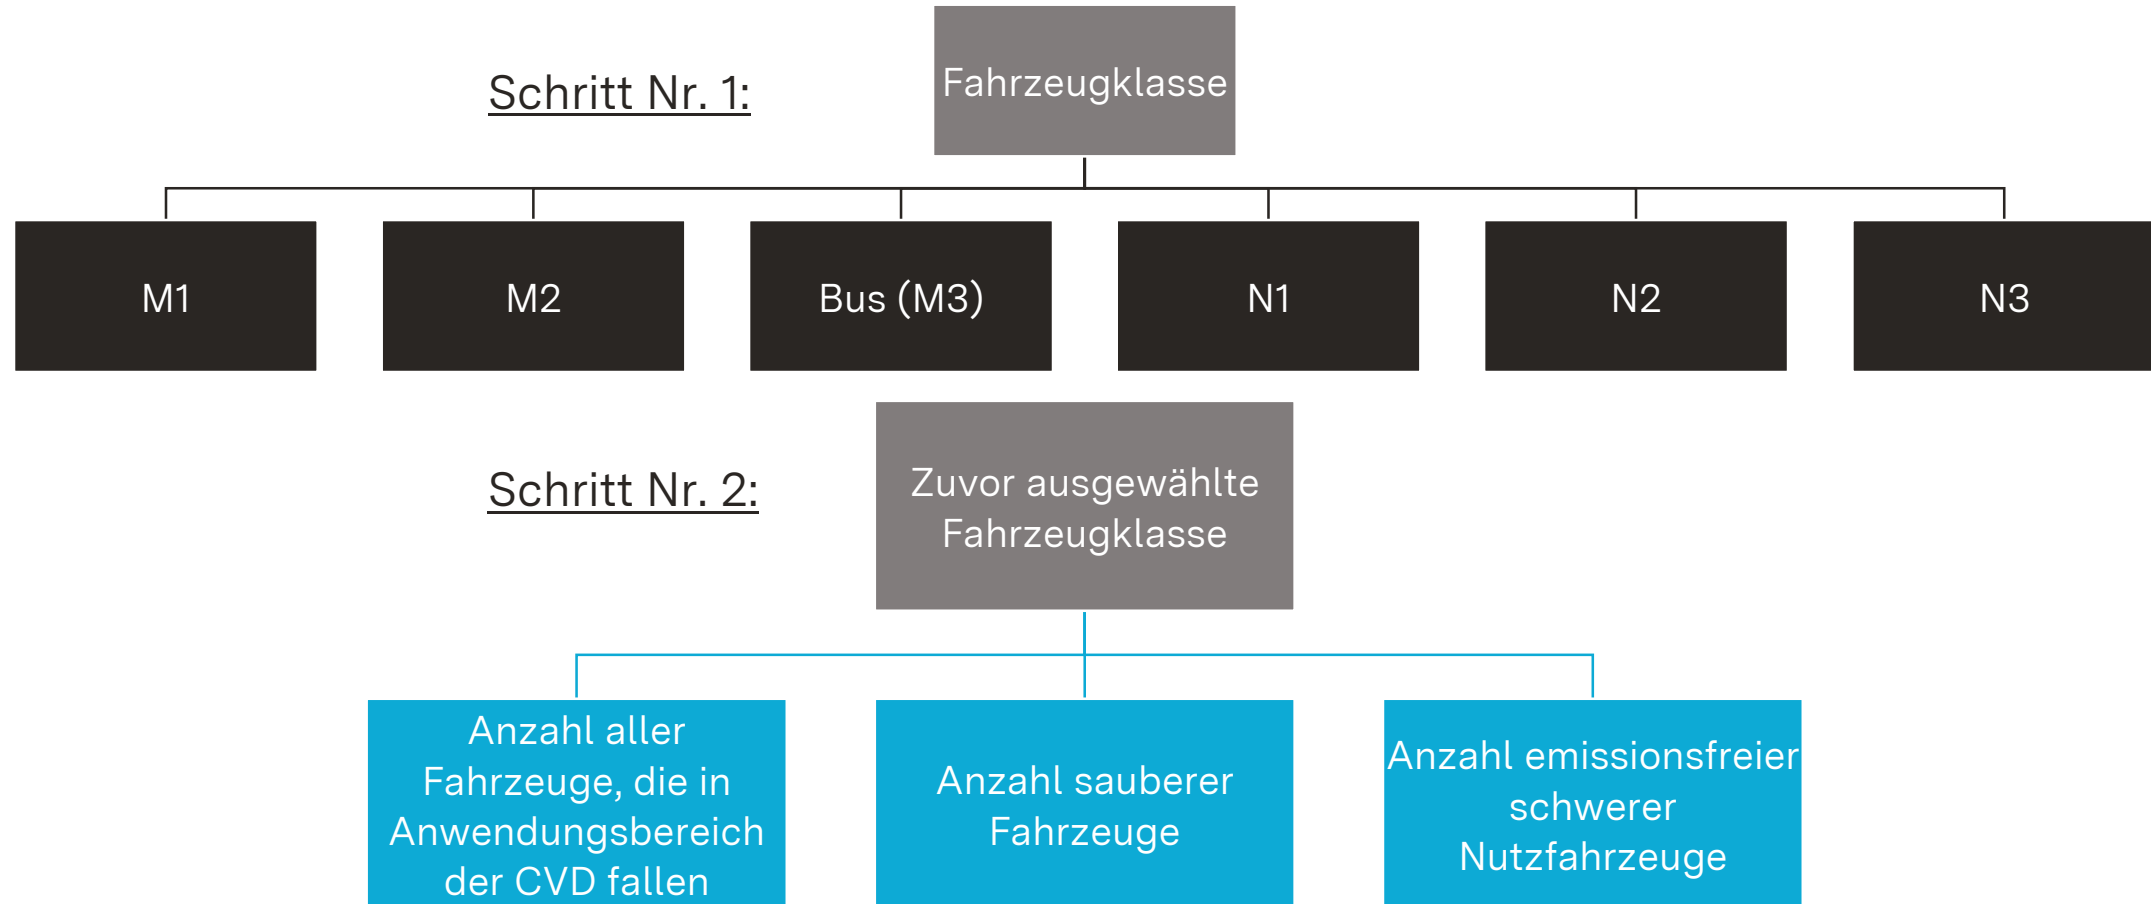 Schritt Nr. 1:
Fahrzeugklasse
M1
M2
Bus (M3)
N1
N2
N3
Schritt Nr. 2:
Zuvor ausgewählte
Fahrzeugklasse
Anzahl aller
Fahrzeuge, die in
Anwendungsbereich
der CVD fallen
Anzahl sauberer
Fahrzeuge
Anzahl emissionsfreier
schwerer
Nutzfahrzeuge